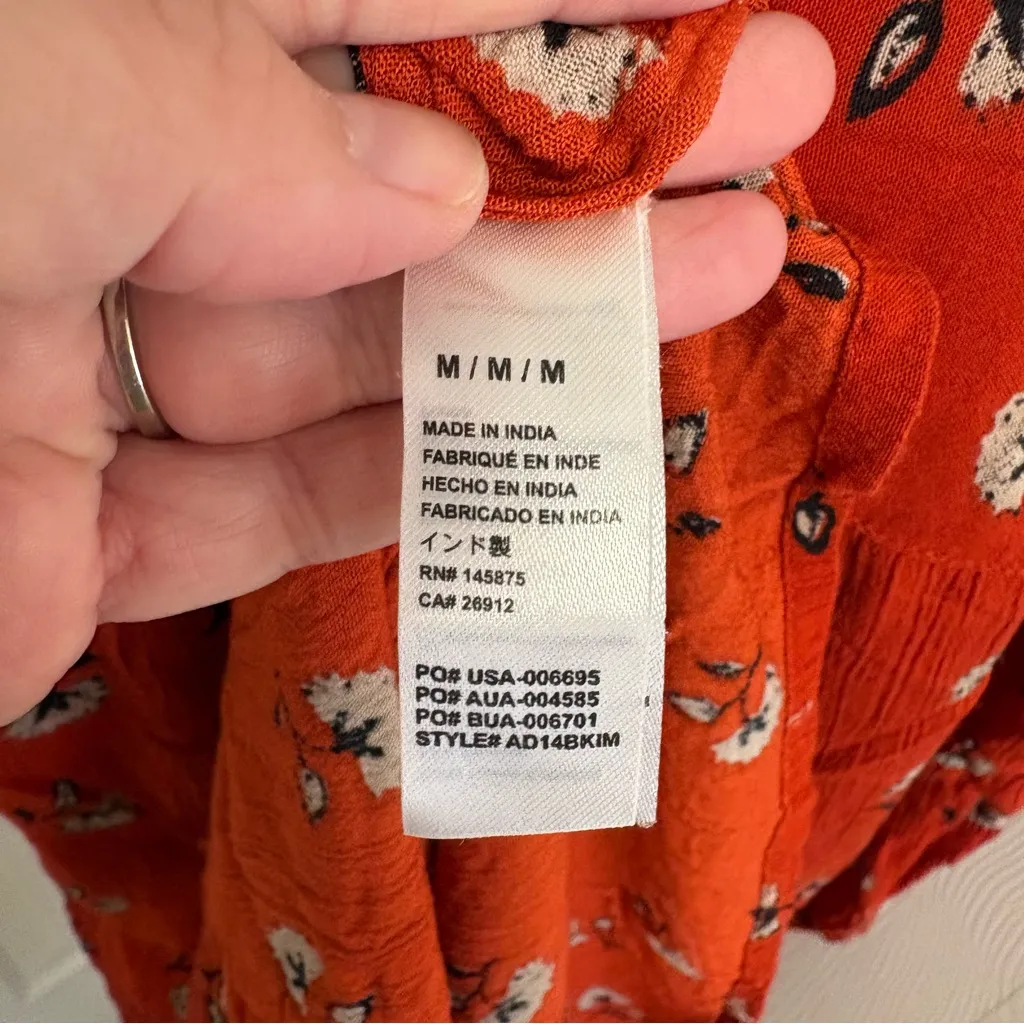 M / M / M
MADE IN INDIA
FABRIQUÉ EN INDE
HECHO EN INDIA
FABRICADO EN INDIA
インド製
RN# 145875
CA# 26912
PO# USA-006695
PO# AUA-004585
PO# BUA-006701
STYLE# AD14BKIM